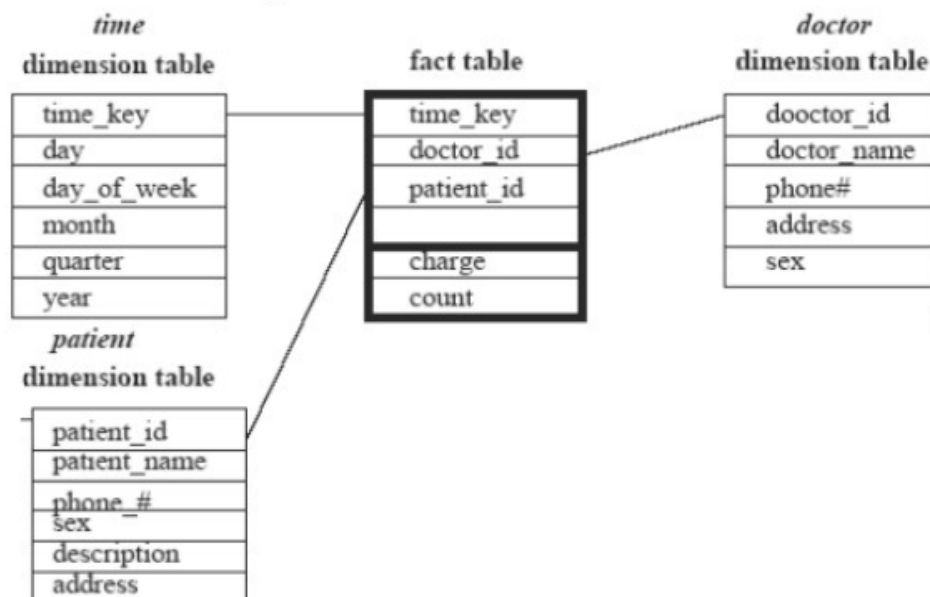 time
dimension table
time_key
day
day_of_week
month
quarter
year
patient
dimension table
patient_id
patient_name
phone_#
sex
description
address
fact table
time_key
doctor_id
patient_id
charge
count
doctor
dimension table
dooctor_id
doctor_name
phone#
address
sex